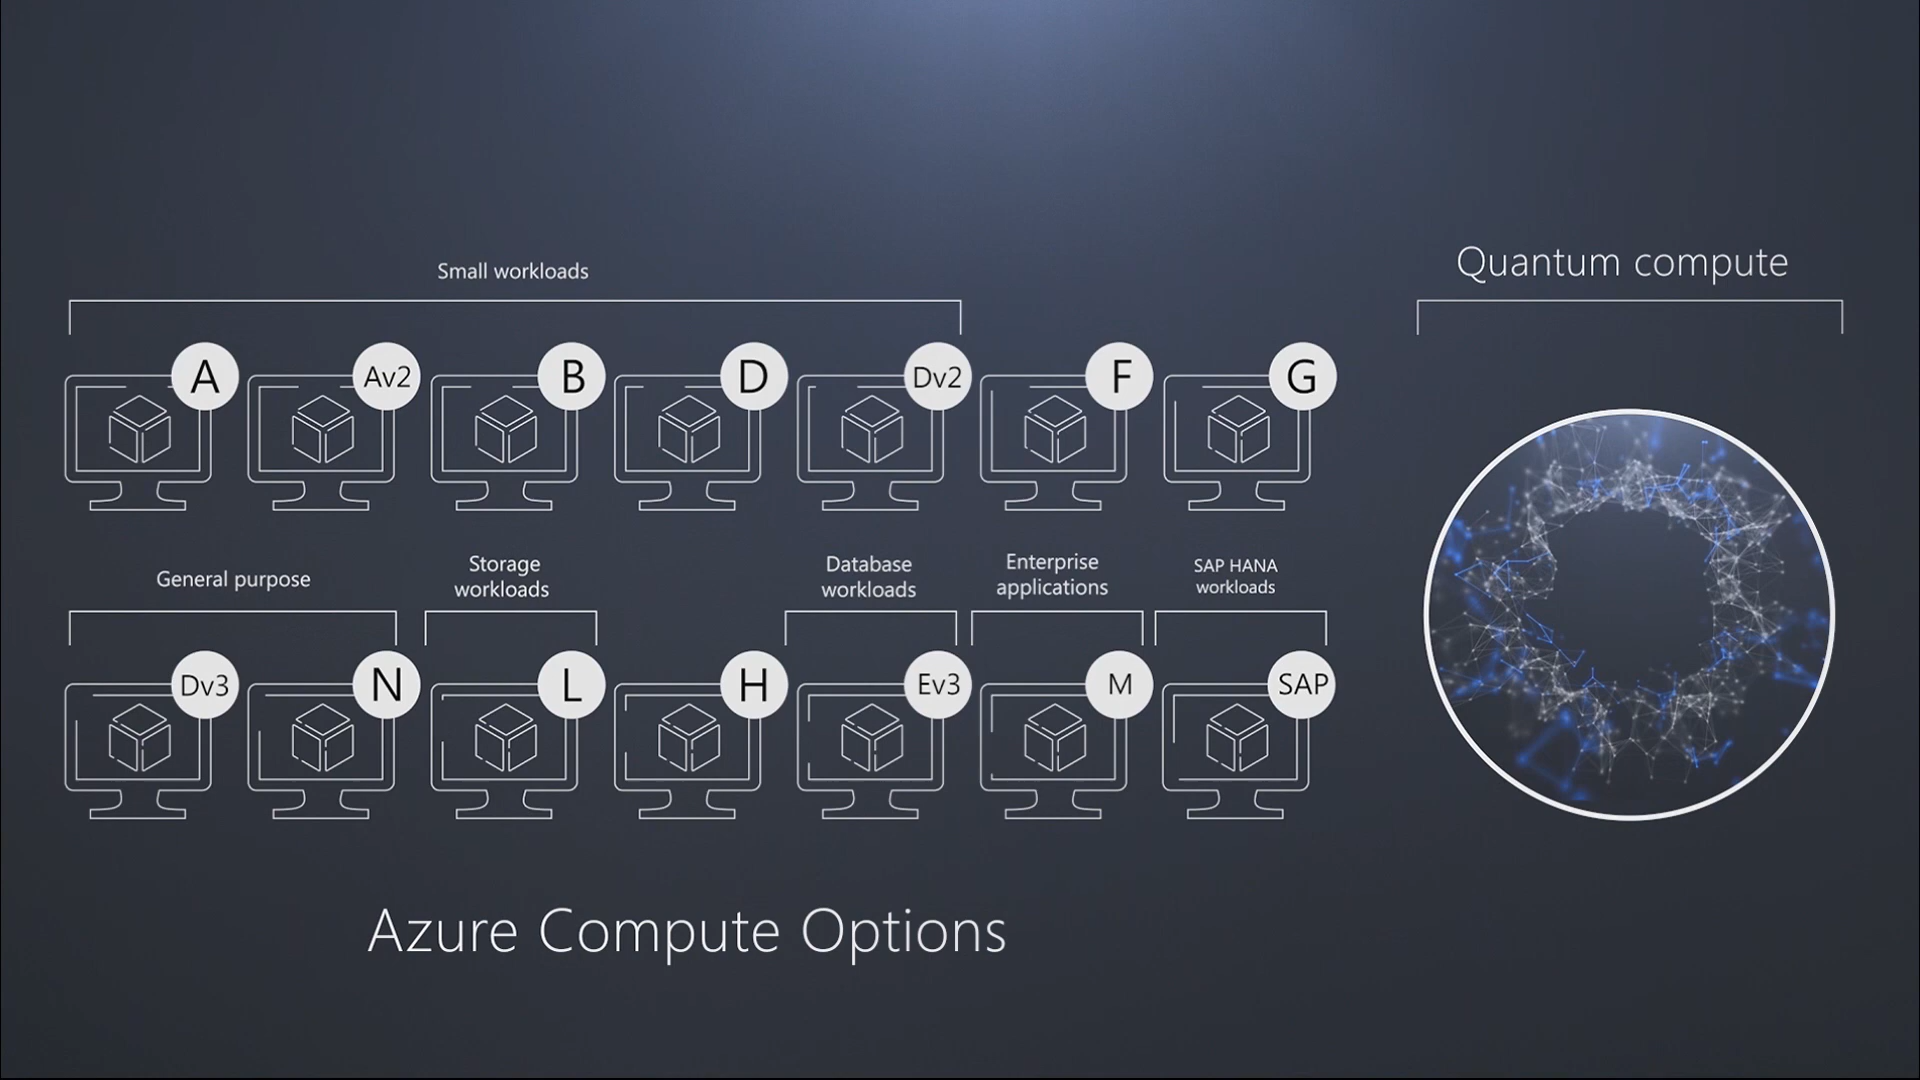 Small workloads
Quantum compute
A Av2 B D Dv2 F G
General purpose
Storage
workloads
Database
workloads
Enterprise
applications
SAP HANA
workloads
Dv3 N L H Ev3 M SAP
Azure Compute Options